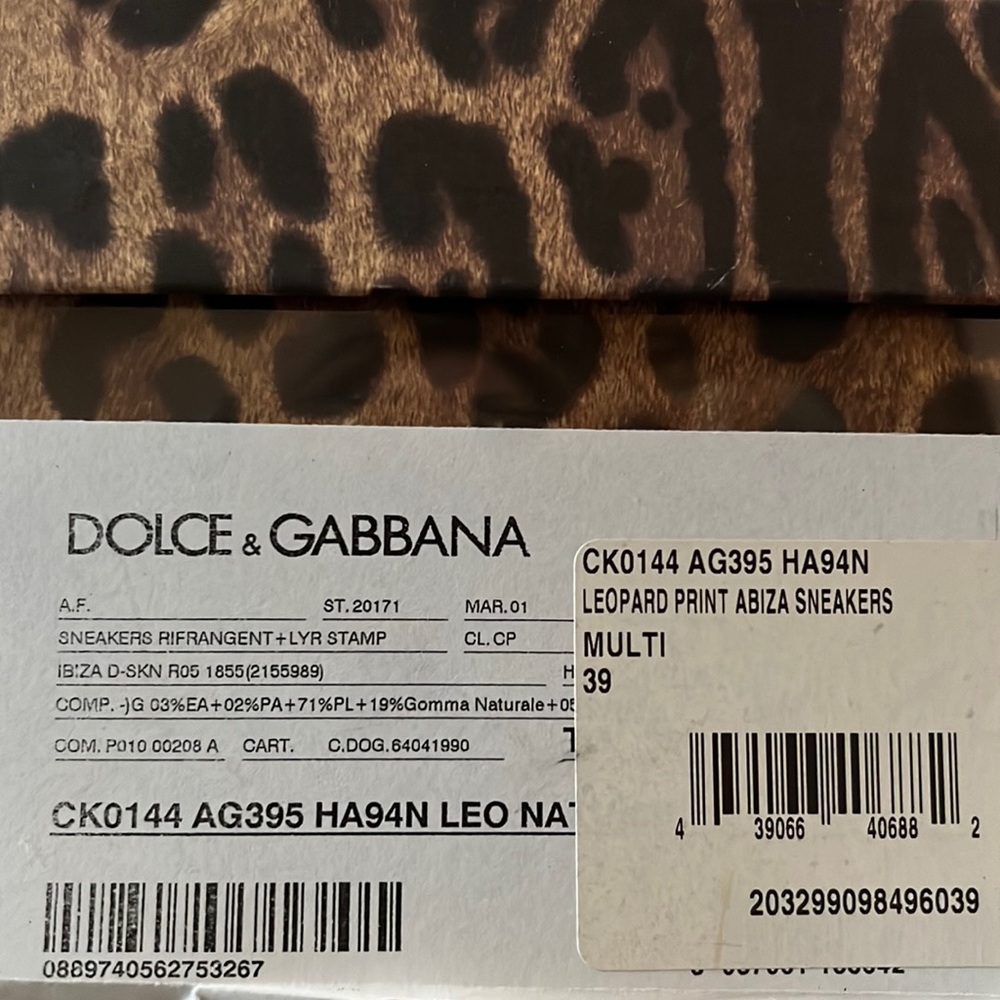 DOLCE & GABBANA
A.F. ST. 20171 MAR. 01
SNEAKERS RIFRANGENT+LYR STAMP CL. CP
IBIZA D-SKN R05 1855(2155989) H
COMP. -)G 03%EA+02%PA+71%PL+19%Gomma Naturale+05
COM. P010 00208 A CART. C.DOG.64041990
CK0144 AG395 HA94N LEO NAT
0889740562753267
CK0144 AG395 HA94N
LEOPARD PRINT ABIZA SNEAKERS
MULTI
39
4 39066 40688 2
203299098496039